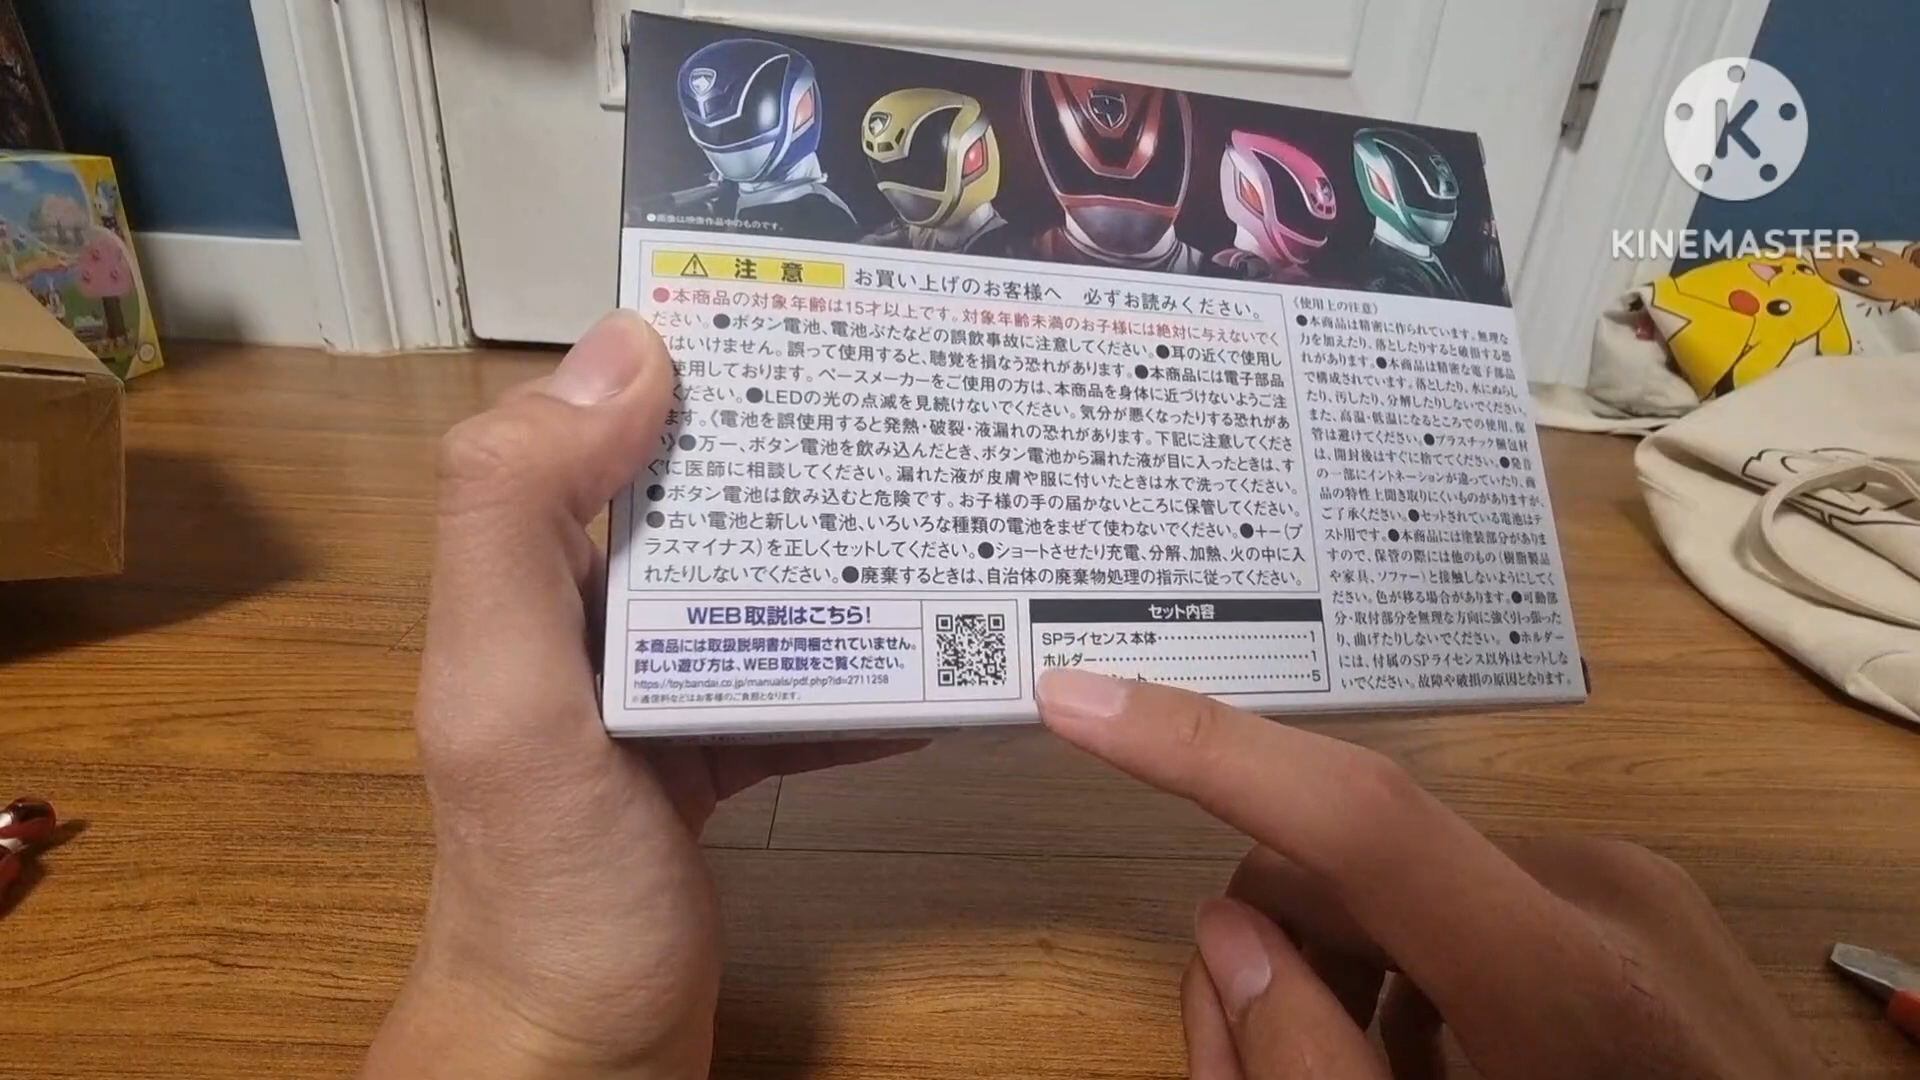 K
KINEMASTER
●画像は映像作品中のものです。
注意
お買い上げのお客様へ 必ずお読みください。
●本商品の対象年齢は15才以上です。対象年齢未満のお子様には絶対に与えないでく
ださい。●ボタン電池、電池ぶたなどの誤飲事故に注意してください。●耳の近くで使用し
てはいけません。誤って使用すると、聴覚を損なう恐れがあります。●本商品には電子部品
使用しております。ペースメーカーをご使用の方は、本商品を身体に近づけないようご注
ください。●LEDの光の点滅を見続けないでください。気分が悪くなったりする恐れがあ
ます。〈電池を誤使用すると発熱・破裂・液漏れの恐れがあります。下記に注意してくださ
●万一、ボタン電池を飲み込んだとき、ボタン電池から漏れた液が目に入ったときは、す
ぐに医師に相談してください。漏れた液が皮膚や服に付いたときは水で洗ってください。
●ボタン電池は飲み込むと危険です。お子様の手の届かないところに保管してください。
●古い電池と新しい電池、いろいろな種類の電池をまぜて使わないでください。●+−(プ
ラスマイナス)を正しくセットしてください。●ショートさせたり充電、分解、加熱、火の中に入
れたりしないでください。●廃棄するときは、自治体の廃棄物処理の指示に従ってください。
《使用上の注意》
●本商品は精密に作られています。無理な
力を加えたり、落としたりすると破損する恐
れがあります。●本商品は精密な電子部品
で構成されています。落としたり、水にぬらし
たり、汚したり、分解したりしないでください。
また、高温・低温になるところでの使用、保
管は避けてください。●プラスチック梱包材
は、開封後はすぐに捨ててください。●発音
の一部にイントネーションが違っていたり、商
品の特性上聞き取りにくいものがありますが、
ご了承ください。●セットされている電池はテ
スト用です。●本商品には塗装部分がありま
すので、保管の際には他のもの(樹脂製品
や家具、ソファー)と接触しないようにしてく
ださい。色が移る場合があります。●可動部
分・取付部分を無理な方向に強く引っ張った
り、曲げたりしないでください。●ホルダー
には、付属のSPライセンス以外はセットしな
いでください。故障や破損の原因となります。
WEB取説はこちら!
本商品には取扱説明書が同梱されていません。
詳しい遊び方は、WEB取説をご覧ください。
https://toy.bandai.co.jp/manuals/pdf.php?id=2711258
※通信料などはお客様のご負担となります。
セット内容
SPライセンス本体 1
ホルダー 1
シート 5